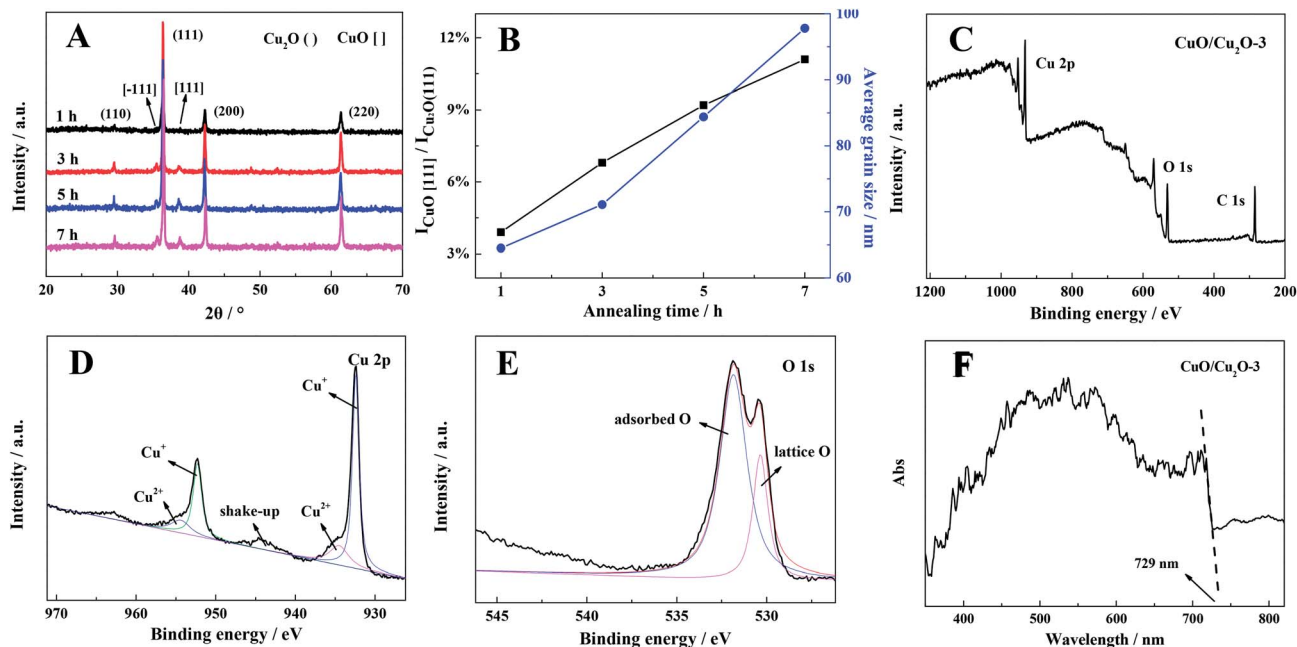 A
(111)
Cu₂O ( ) CuO [ ]
[-111] [111]
(110) (200) (220)
1 h
3 h
5 h
7 h
Intensity / a.u.
20 30 40 50 60 70
2θ / °
B
12%
9%
6%
3%
I CuO [111] / I Cu₂O(111)
100
90
80
70
60
Average grain size / nm
1 3 5 7
Annealing time / h
C
CuO/Cu₂O-3
Cu 2p
O 1s
C 1s
Intensity / a.u.
1200 1000 800 600 400 200
Binding energy / eV
D
Cu 2p
Cu⁺
Cu⁺
Cu²⁺
shake-up
Cu²⁺
Intensity / a.u.
970 960 950 940 930
Binding energy / eV
E
O 1s
adsorbed O
lattice O
Intensity / a.u.
545 540 535 530
Binding energy / eV
F
CuO/Cu₂O-3
Abs
729 nm
400 500 600 700 800
Wavelength / nm